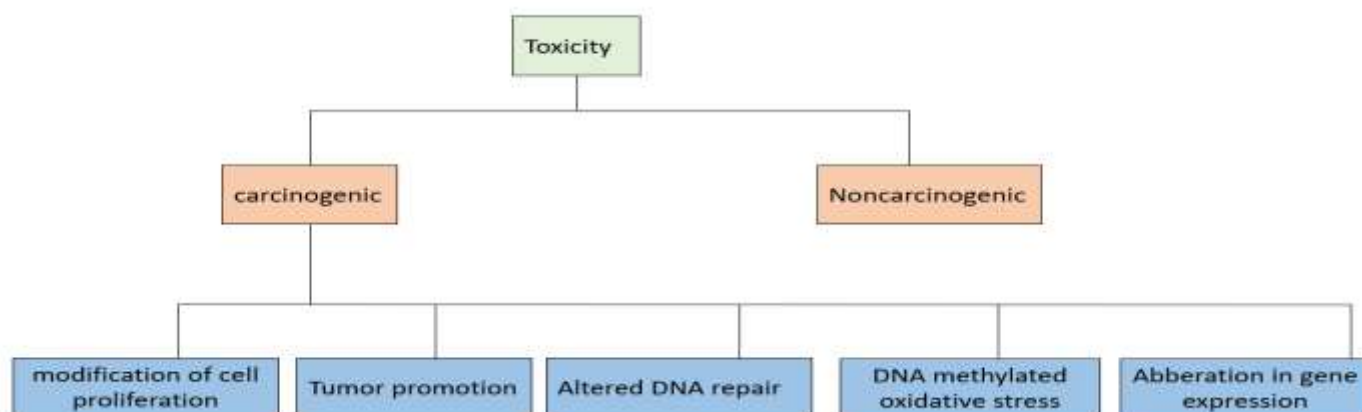 Toxicity
carcinogenic
Noncarcinogenic
modification of cell
proliferation
Tumor promotion
Altered DNA repair
DNA methylated
oxidative stress
Abberation in gene
expression